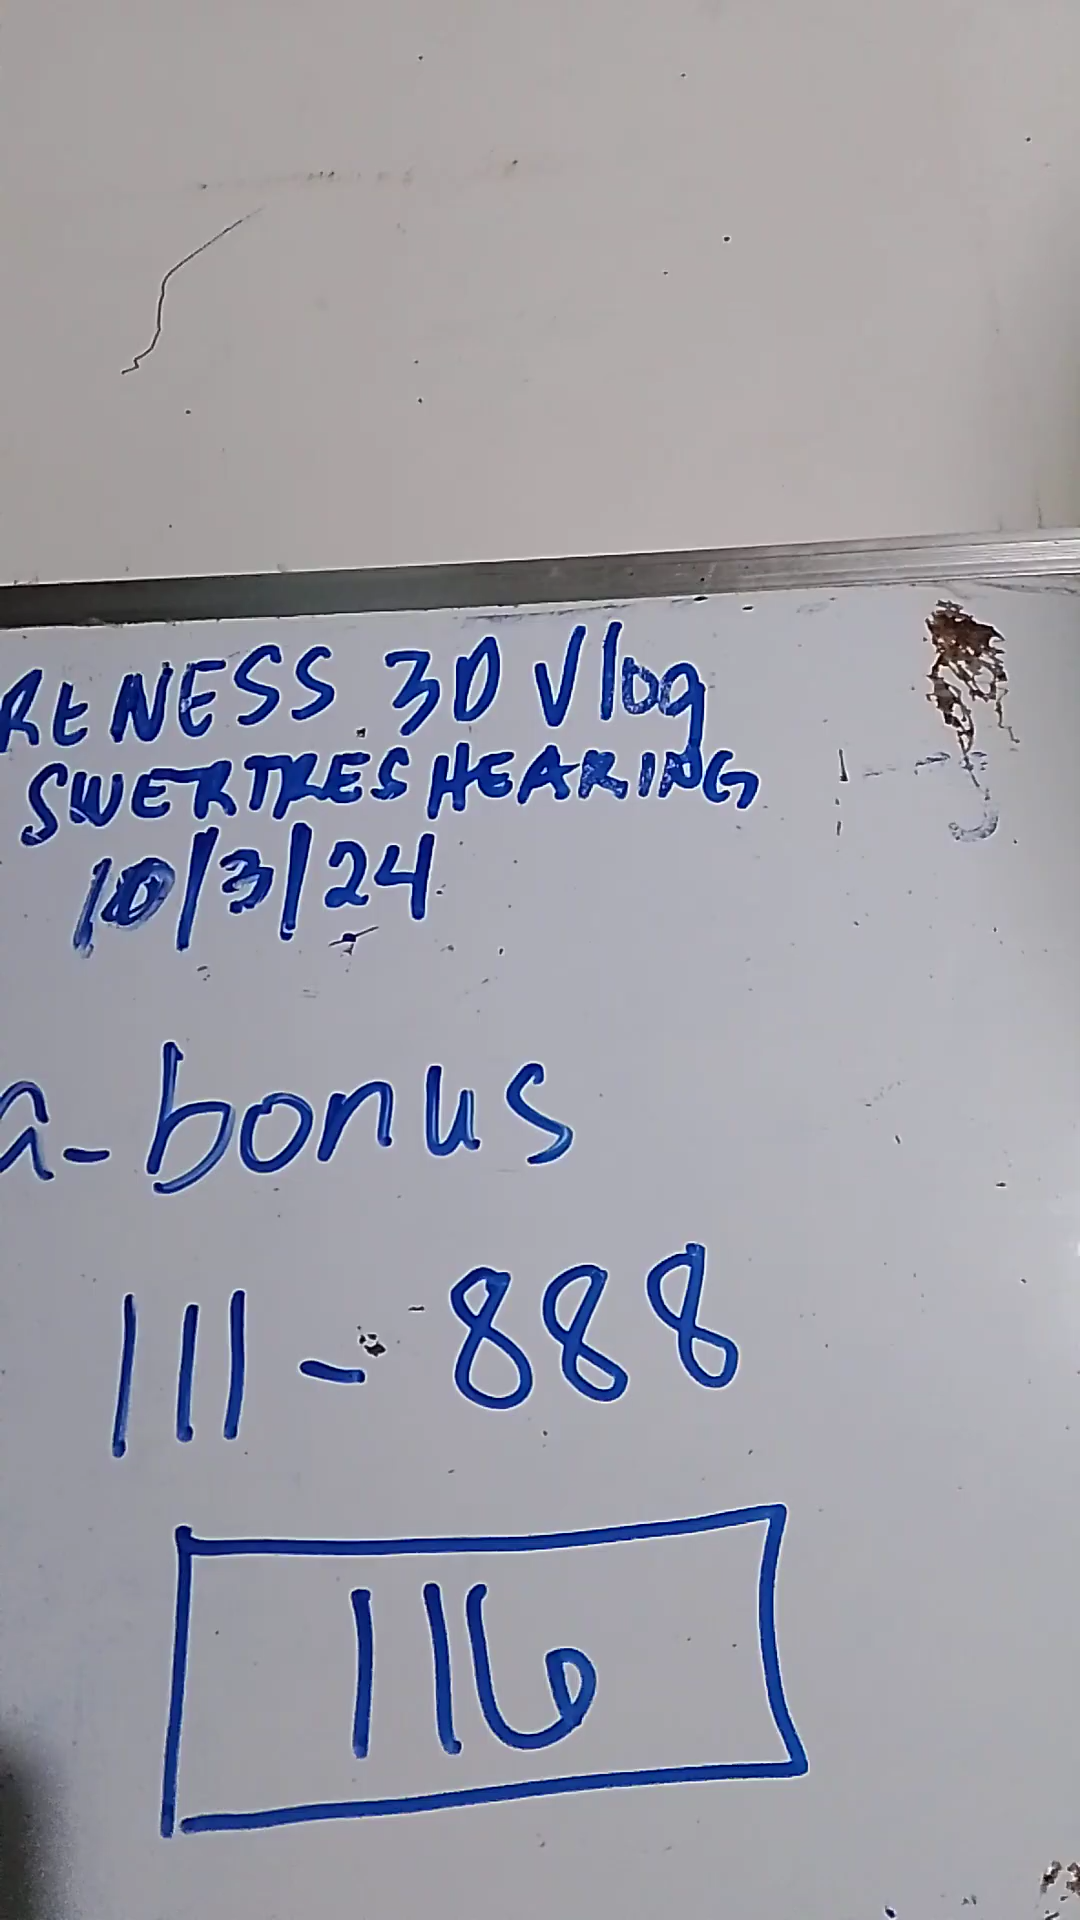 RENESS 3D Vlog
SWERTRES HEARING
10/3/24
a-bonus
111-888
116